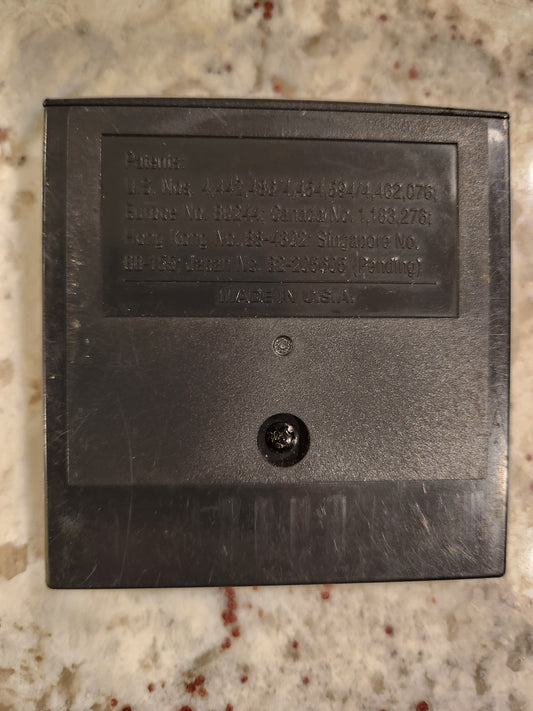 Patents:
U.S. Nos. 4,442,486/4,454,594/4,462,076;
Europe No. 80244; Canada No. 1,183,276;
Hong Kong No. 88-4302; Singapore No.
88-155; Japan No. 82-205605 (Pending)
MADE IN U.S.A.